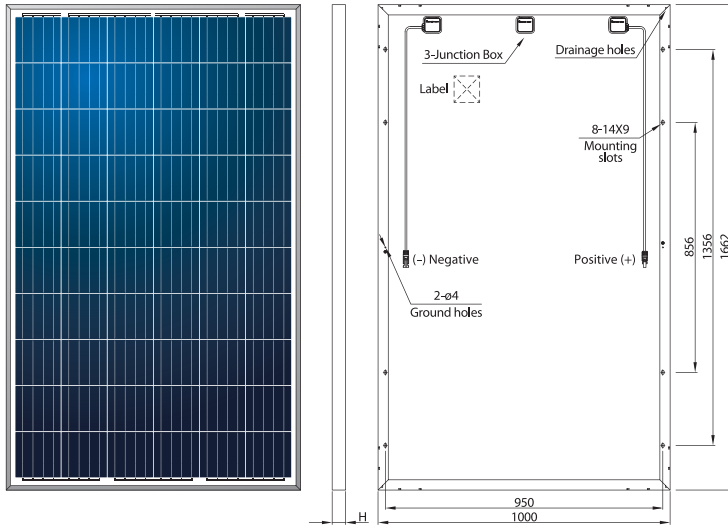 3-Junction Box
Drainage holes
Label
8-14X9
Mounting
slots
(-) Negative
Positive (+)
2-ø4
Ground holes
856
1356
1662
950
1000
H